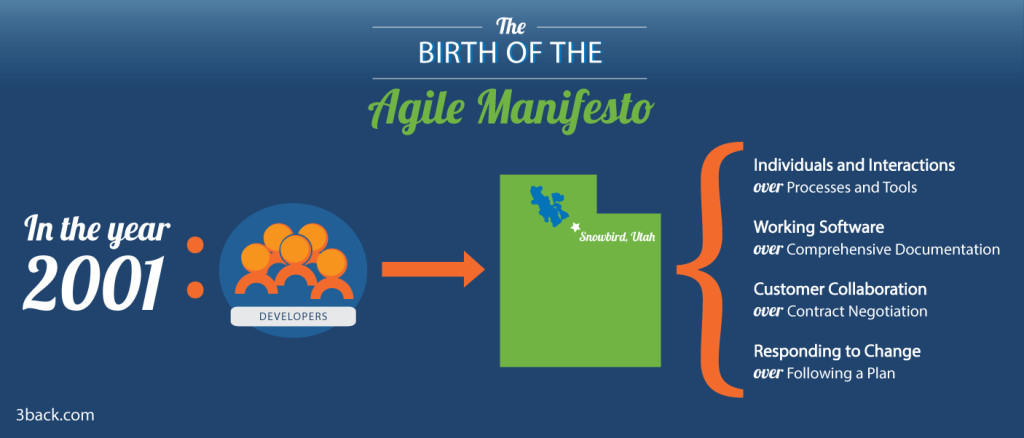 The
BIRTH OF THE
Agile Manifesto
In the year
2001
:
DEVELOPERS
Snowbird, Utah
Individuals and Interactions
over Processes and Tools
Working Software
over Comprehensive Documentation
Customer Collaboration
over Contract Negotiation
Responding to Change
over Following a Plan
3back.com